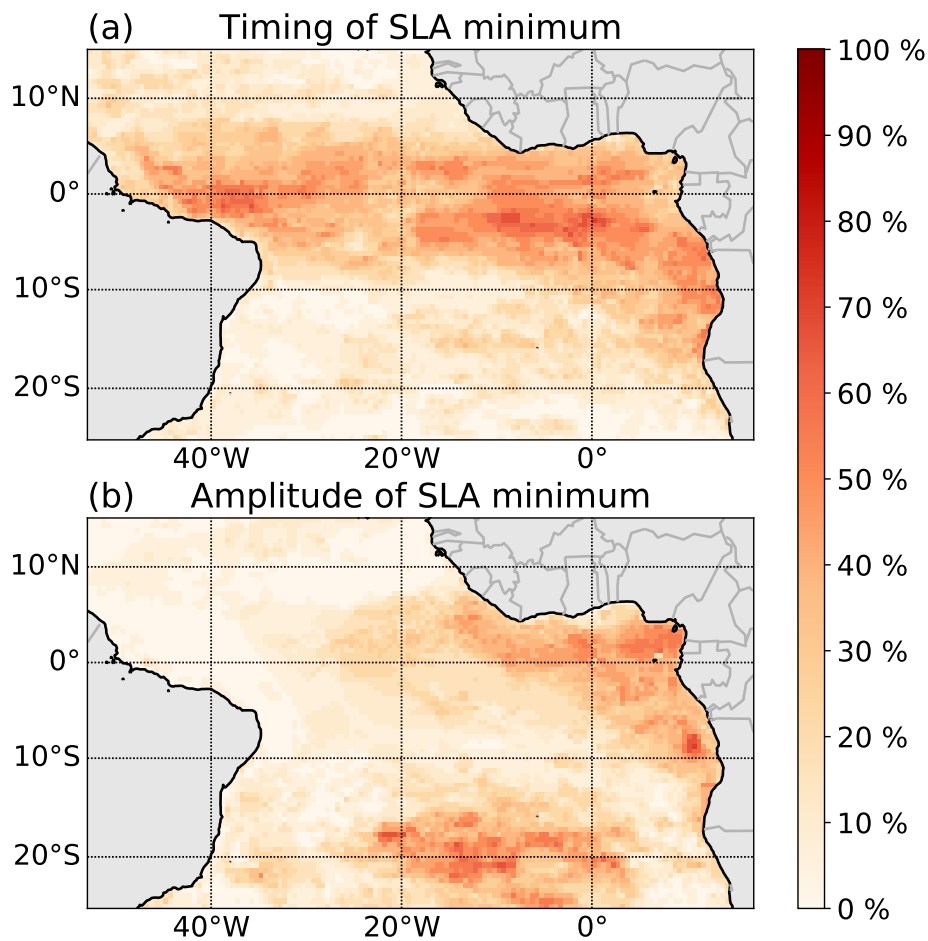 (a) Timing of SLA minimum
10°N
0°
10°S
20°S
40°W 20°W 0°
(b) Amplitude of SLA minimum
10°N
0°
10°S
20°S
40°W 20°W 0°
100 %
90 %
80 %
70 %
60 %
50 %
40 %
30 %
20 %
10 %
0 %